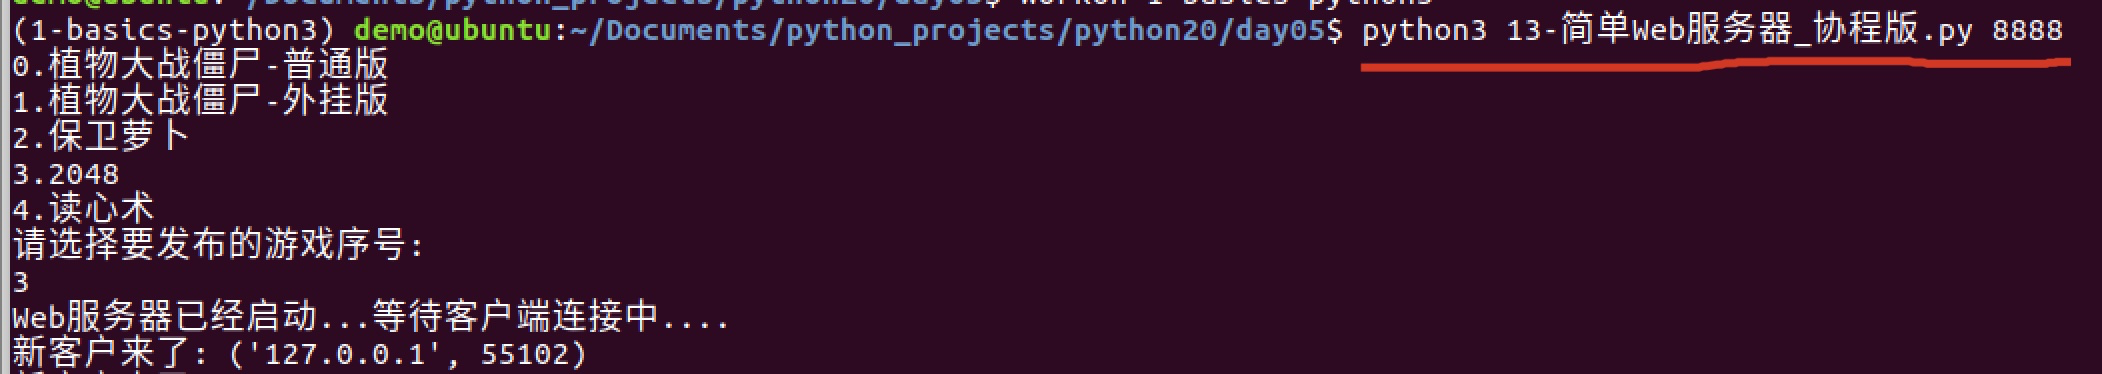 (1-basics-python3) demo@ubuntu:~/Documents/python_projects/python20/day05$ python3 13-简单Web服务器_协程版.py 8888
0.植物大战僵尸-普通版
1.植物大战僵尸-外挂版
2.保卫萝卜
3.2048
4.读心术
请选择要发布的游戏序号:
3
Web服务器已经启动...等待客户端连接中....
新客户来了: ('127.0.0.1', 55102)